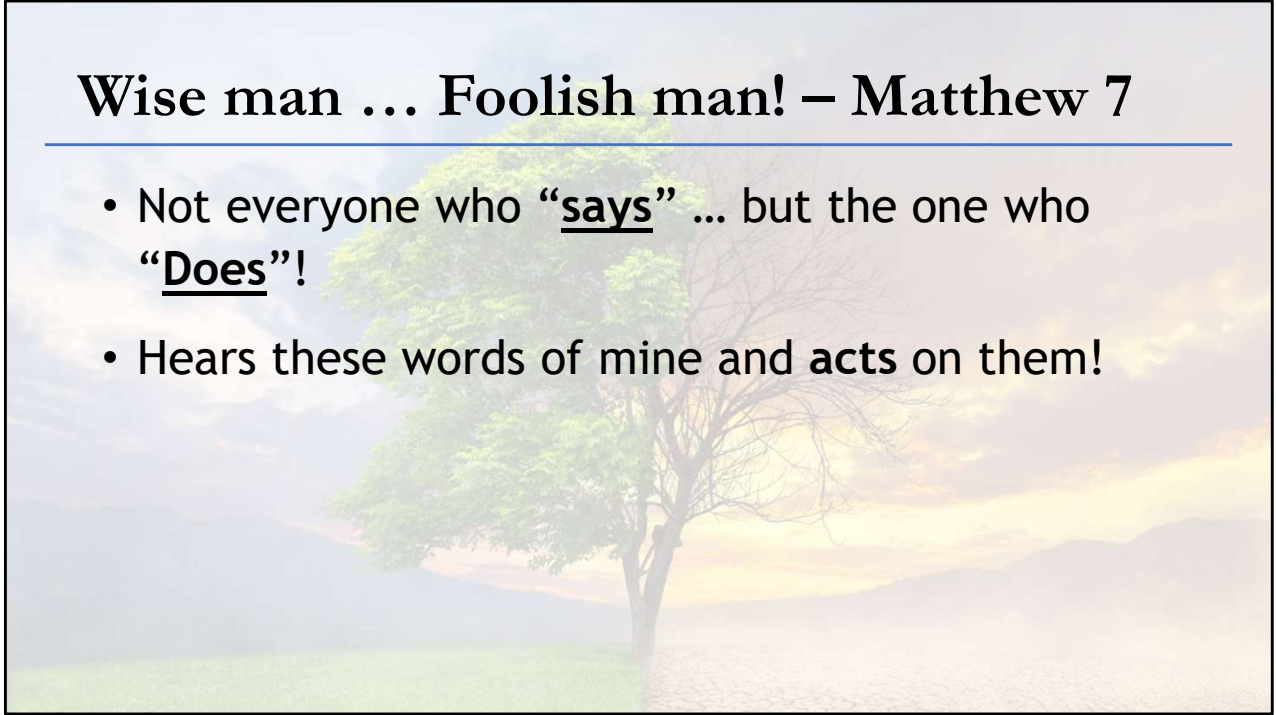 Wise man … Foolish man! – Matthew 7
• Not everyone who “says” … but the one who
“Does”!
• Hears these words of mine and acts on them!